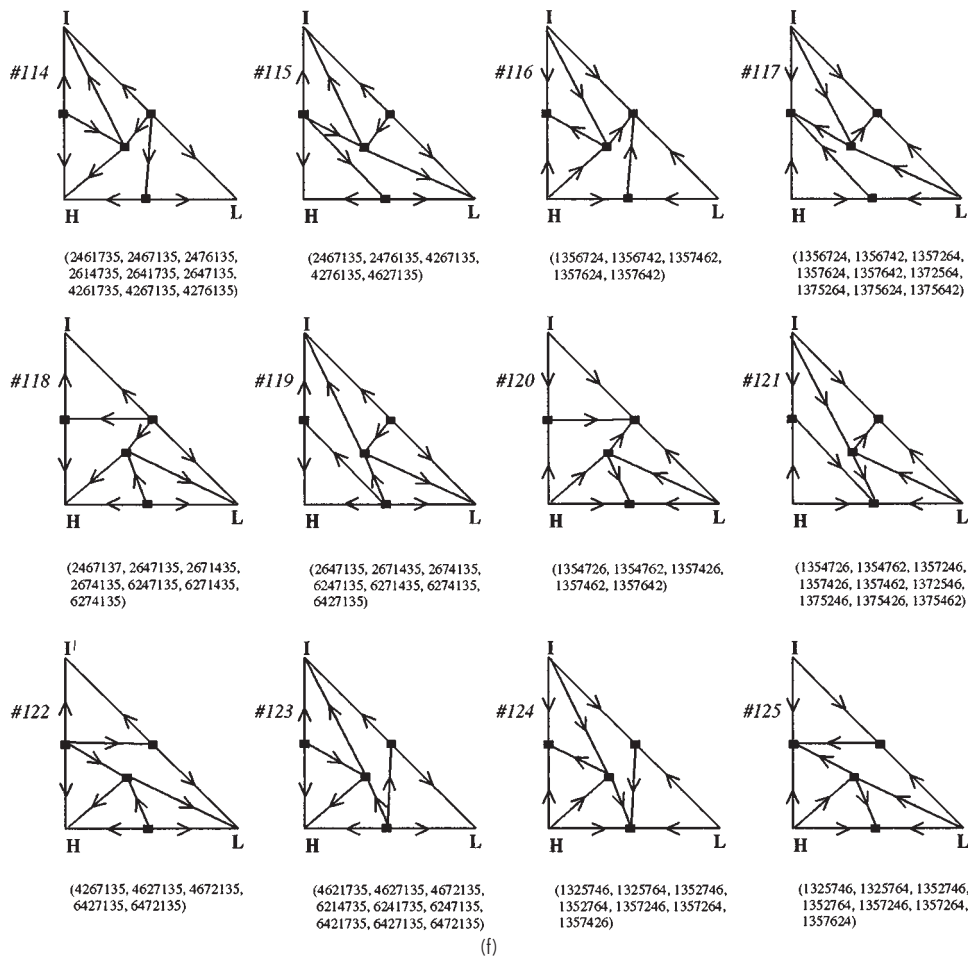 I I I I
#114 #115 #116 #117
H L H L H L H L
(2461735, 2467135, 2476135, (2467135, 2476135, 4267135, (1356724, 1356742, 1357462, (1356724, 1356742, 1357264,
2614735, 2641735, 2647135, 4276135, 4627135) 1357624, 1357642) 1357624, 1357642, 1372564,
4261735, 4267135, 4276135) 1375264, 1375624, 1375642)
I I I I
#118 #119 #120 #121
H L H L H L H L
(2467137, 2647135, 2671435, (2647135, 2671435, 2674135, (1354726, 1354762, 1357426, (1354726, 1354762, 1357246,
2674135, 6247135, 6271435, 6247135, 6271435, 6274135, 1357462, 1357642) 1357426, 1357462, 1372546,
6274135) 6427135) 1375246, 1375426, 1375462)
I I I I
#122 #123 #124 #125
H L H L H L H L
(4267135, 4627135, 4672135, (4621735, 4627135, 4672135, (1325746, 1325764, 1352746, (1325746, 1325764, 1352746,
6427135, 6472135) 6214735, 6241735, 6247135, 1352764, 1357246, 1357264, 1352764, 1357246, 1357264,
6421735, 6427135, 6472135) 1357426) 1357624)
(f)